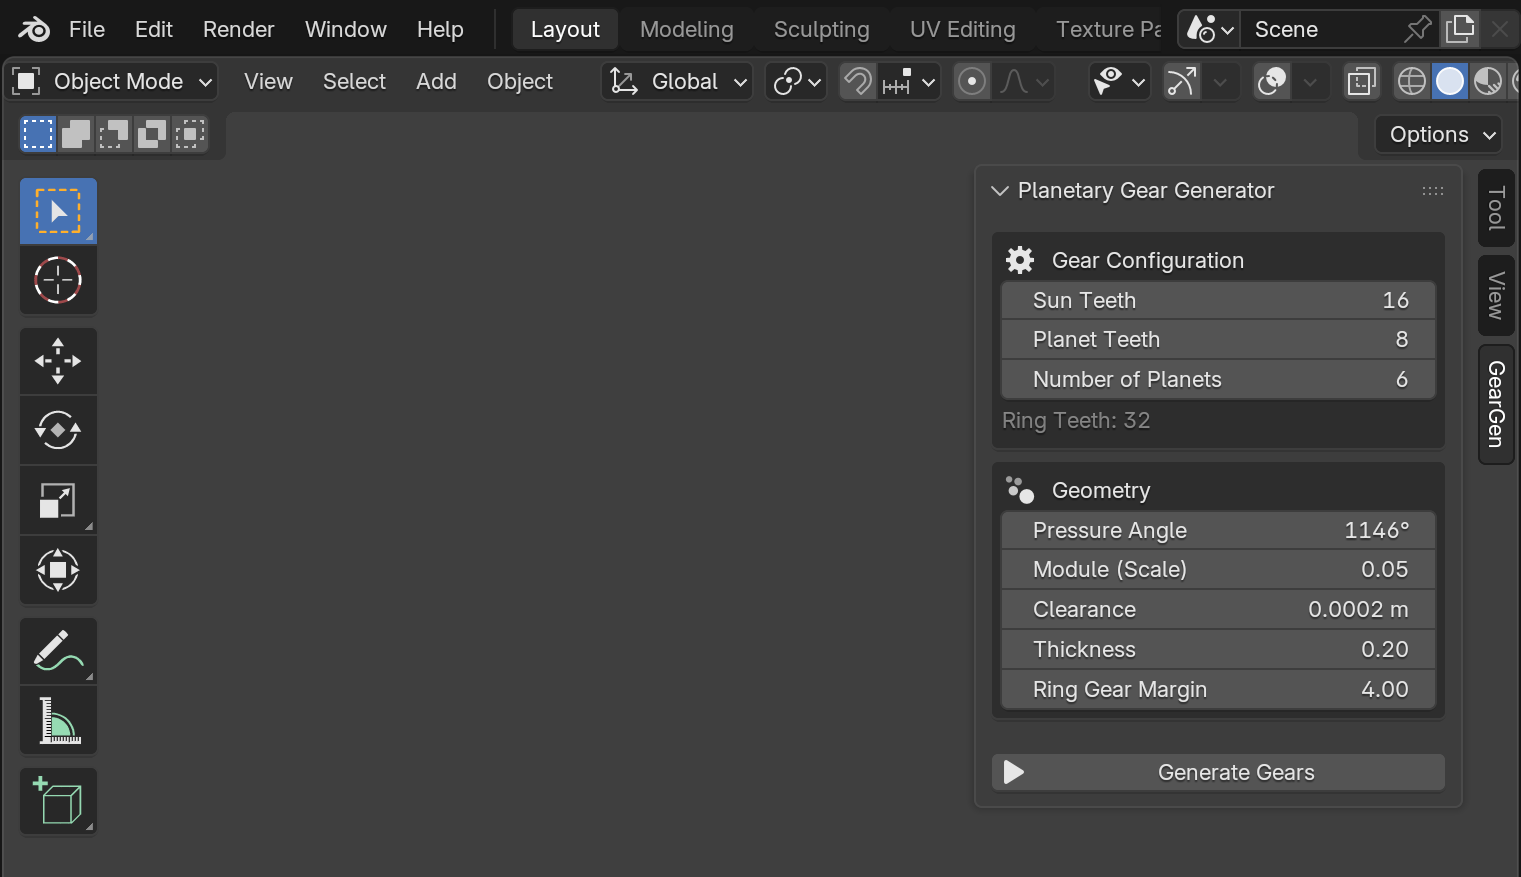 File Edit Render Window Help Layout Modeling Sculpting UV Editing Texture Pa Scene
Object Mode View Select Add Object Global
Options
Planetary Gear Generator
Gear Configuration
Sun Teeth 16
Planet Teeth 8
Number of Planets 6
Ring Teeth: 32
Geometry
Pressure Angle 1146°
Module (Scale) 0.05
Clearance 0.0002 m
Thickness 0.20
Ring Gear Margin 4.00
Generate Gears
Tool
View
GearGen